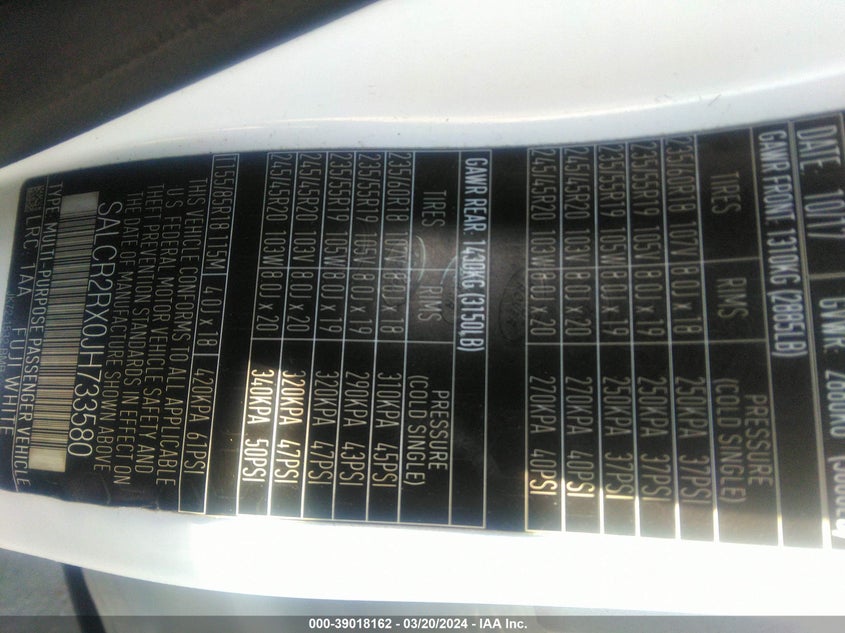 DATE: 10/17 GVWR:
GAWR FRONT: 1310KG (2885LB)
TIRES RIMS PRESSURE (COLD SINGLE)
235/60R18 107V 8.0J x 18 250KPA 37PSI
235/55R19 105V 8.0J x 19 250KPA 37PSI
235/55R19 105W 8.0J x 19 250KPA 37PSI
245/45R20 103V 8.0J x 20 270KPA 40PSI
245/45R20 103W 8.0J x 20 270KPA 40PSI
GAWR REAR: 1430KG (3150LB)
TIRES RIMS PRESSURE (COLD SINGLE)
235/60R18 107V 8.0J x 18 310KPA 45PSI
235/55R19 105V 8.0J x 19 290KPA 43PSI
235/55R19 105W 8.0J x 19 320KPA 47PSI
245/45R20 103V 8.0J x 20 320KPA 47PSI
245/45R20 103W 8.0J x 20 340KPA 50PSI
T155/85R18 115M 4.0J x 18 420KPA 61PSI
THIS VEHICLE CONFORMS TO ALL APPLICABLE
U.S. FEDERAL MOTOR VEHICLE SAFETY AND
THEFT PREVENTION STANDARDS IN EFFECT ON
THE DATE OF MANUFACTURE SHOWN ABOVE
SALCR2RX0JH733580
TYPE: MULTI-PURPOSE PASSENGER VEHICLE
LRC 1AA FUJI WHITE
000-39018162 - 03/20/2024 - IAA Inc.